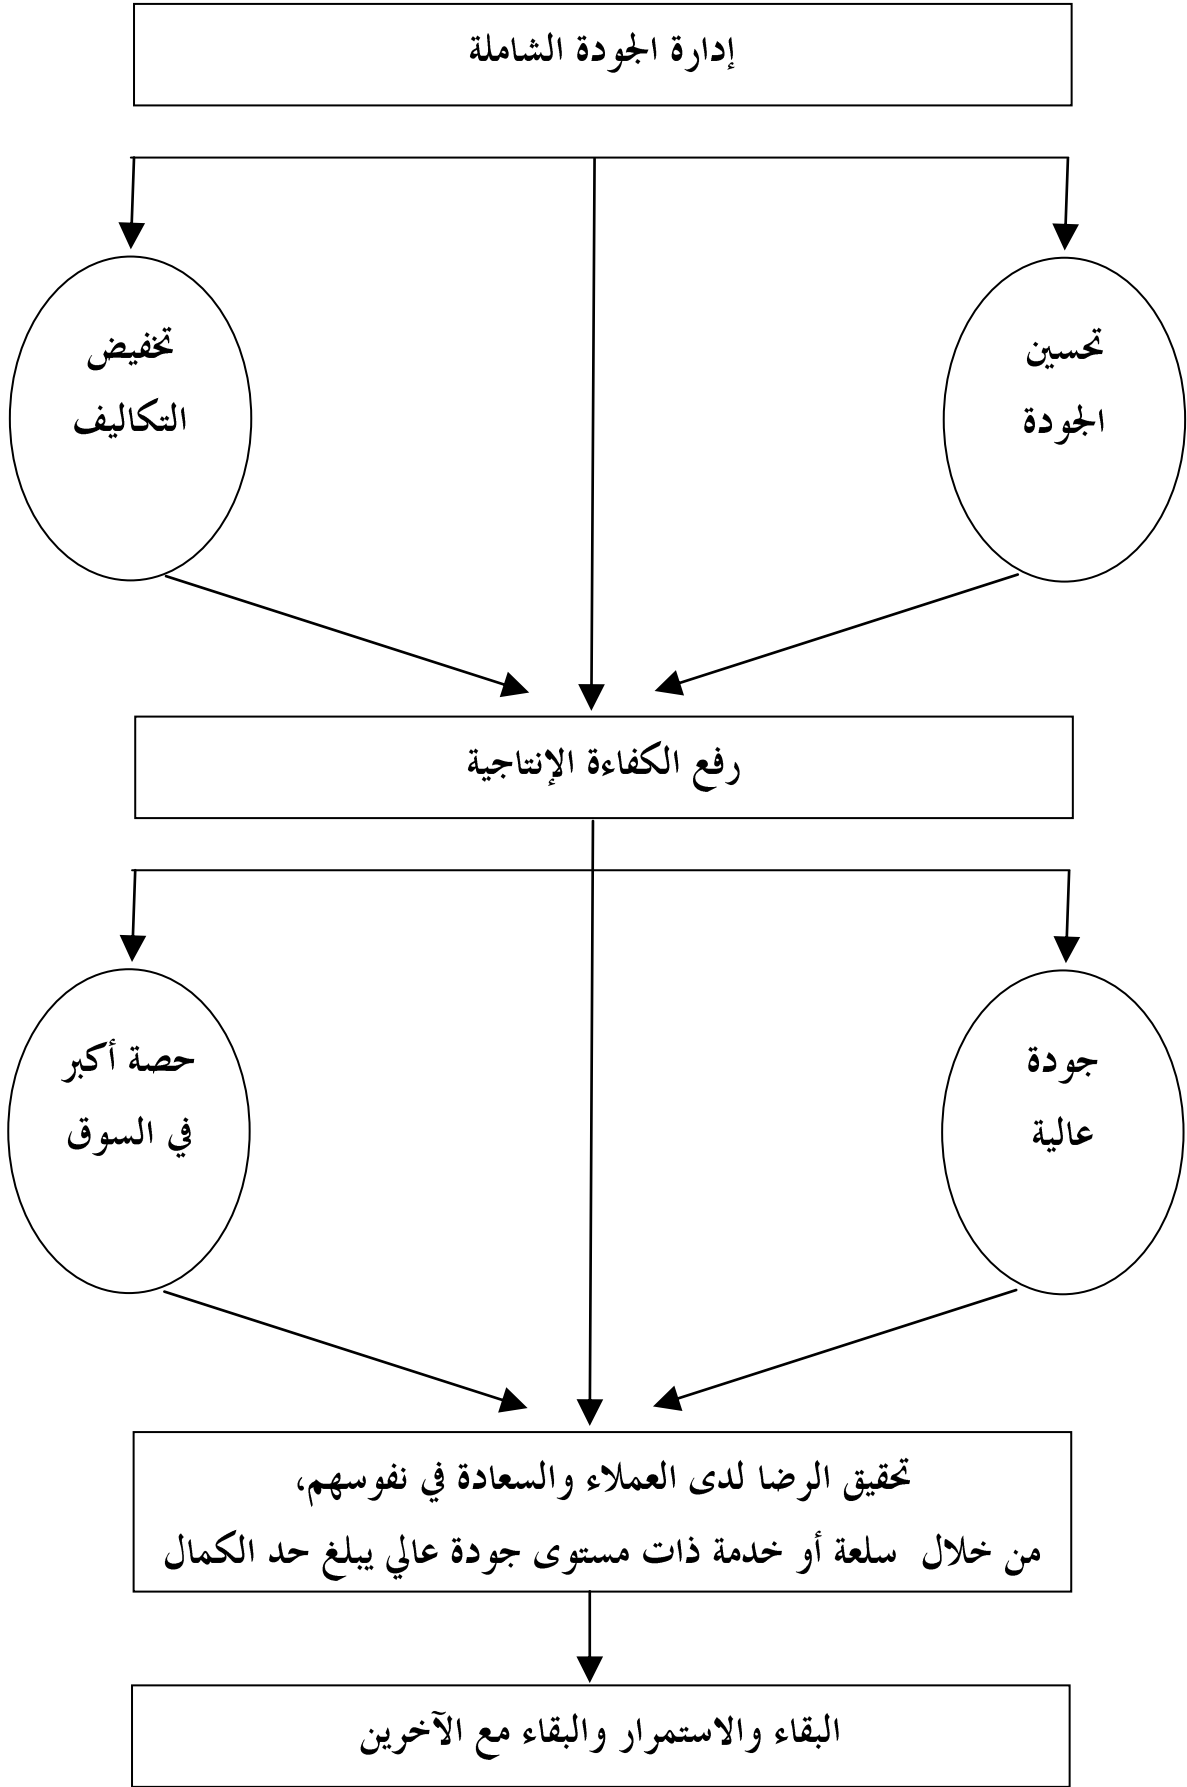 إدارة الجودة الشاملة
تحسين
الجودة
تخفيض
التكاليف
رفع الكفاءة الإنتاجية
جودة
عالية
حصة أكبر
في السوق
تحقيق الرضا لدى العملاء والسعادة في نفوسهم،
من خلال سلعة أو خدمة ذات مستوى جودة عالي يبلغ حد الكمال
البقاء والاستمرار والبقاء مع الآخرين